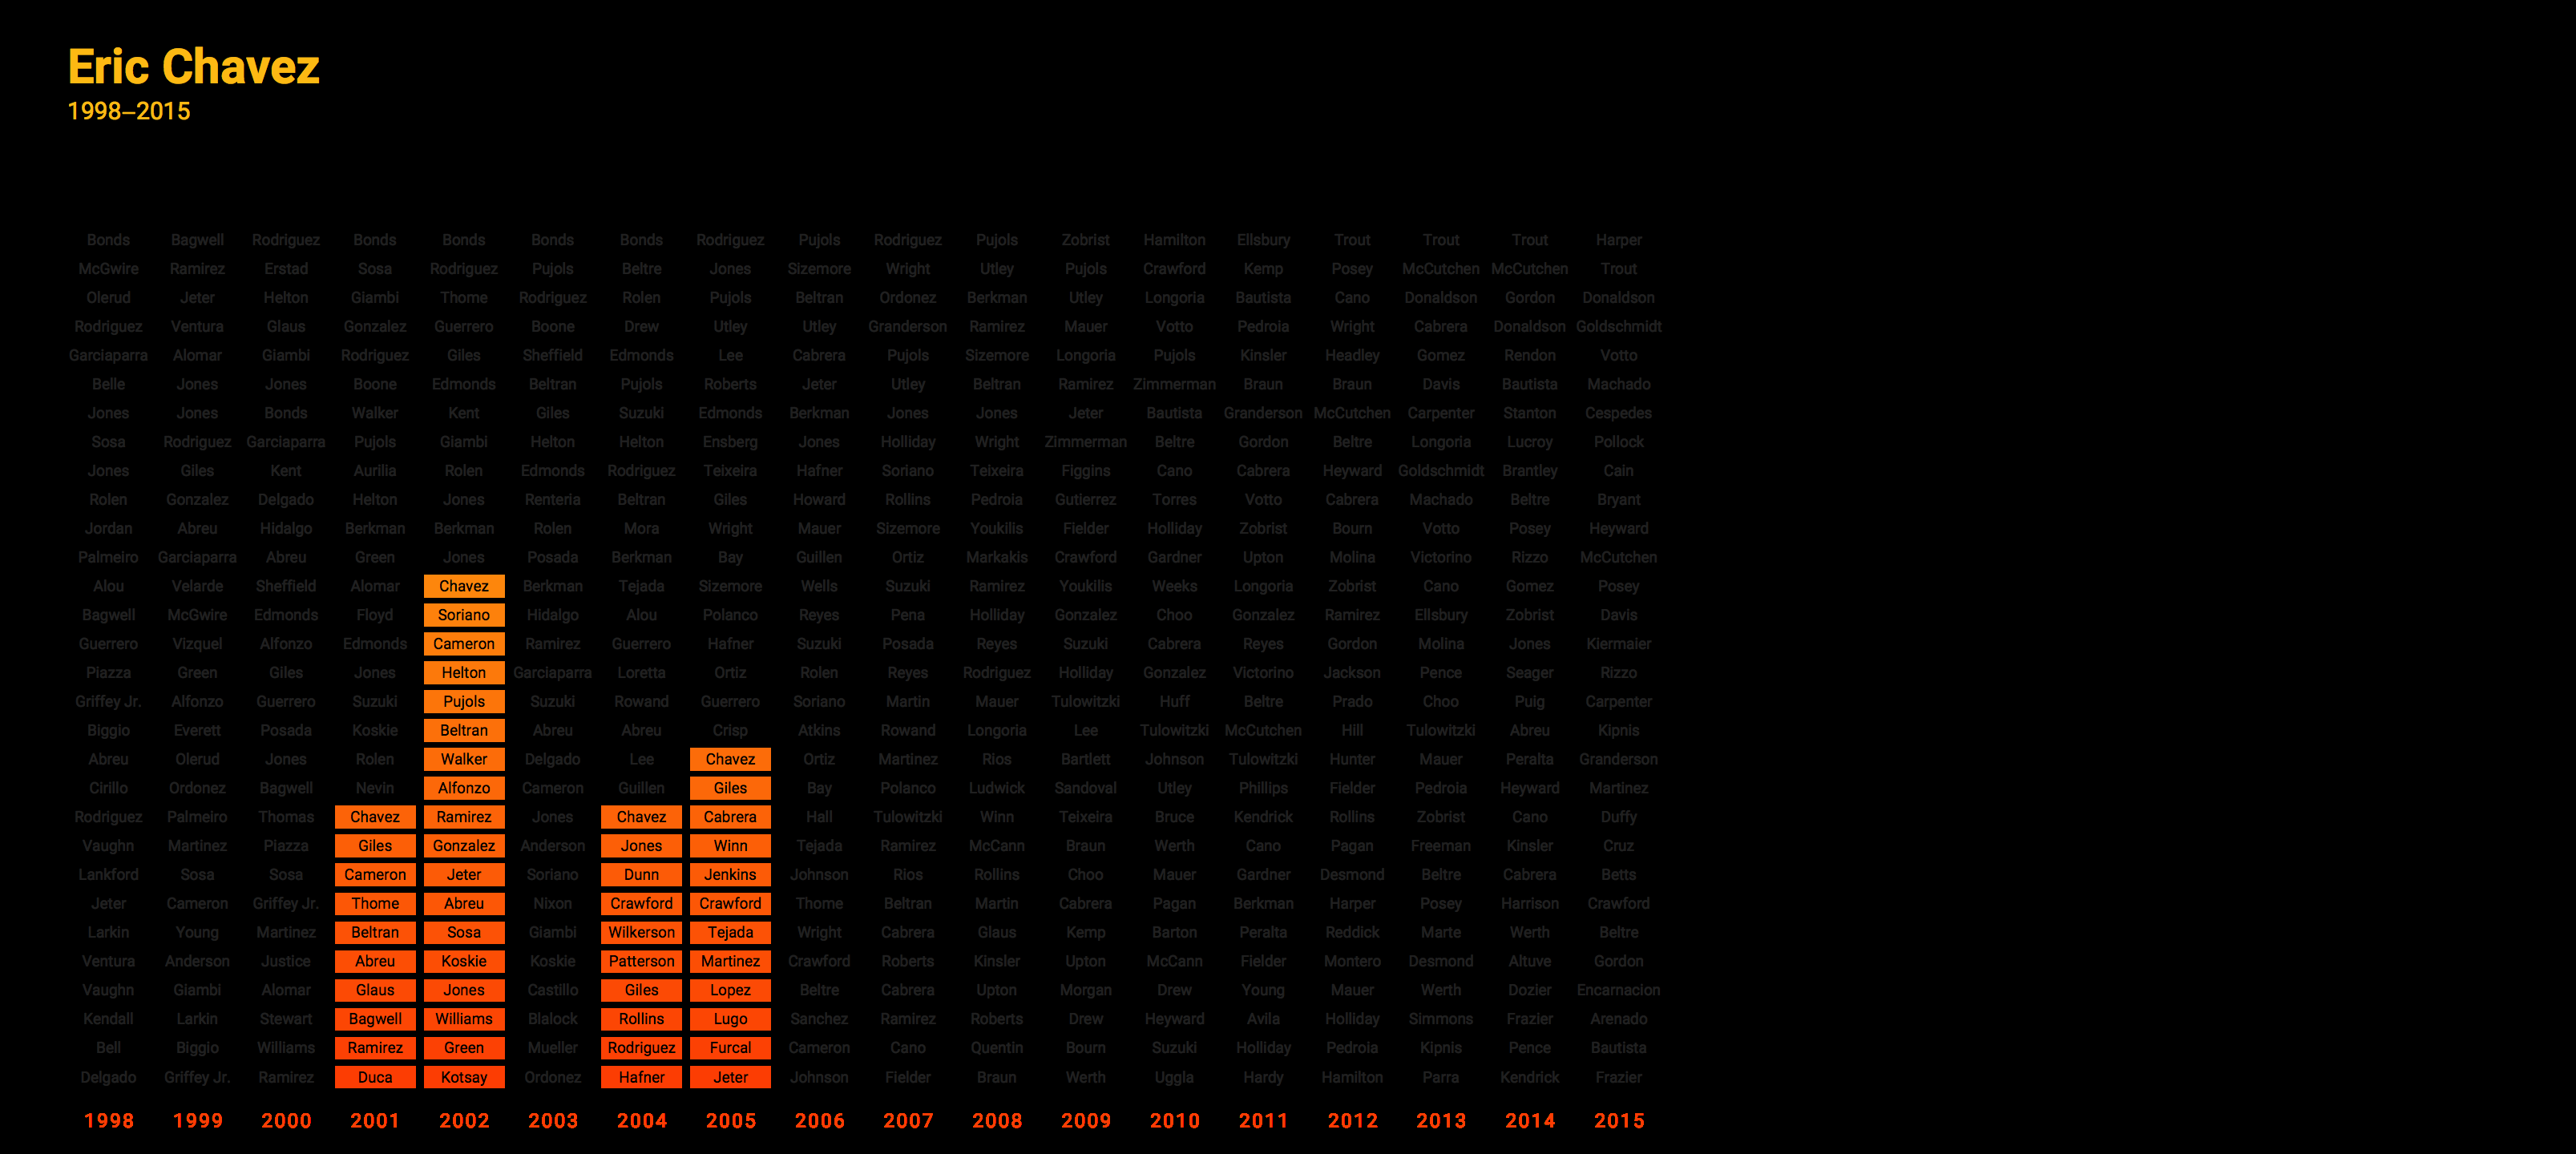 Eric Chavez
1998–2015
Bonds Bagwell Rodriguez Bonds Bonds Bonds Bonds Rodriguez Pujols Rodriguez Pujols Zobrist Hamilton Ellsbury Trout Trout Trout Harper
McGwire Ramirez Erstad Sosa Rodriguez Pujols Beltre Jones Sizemore Wright Utley Pujols Crawford Kemp Posey McCutchen McCutchen Trout
Olerud Jeter Helton Giambi Thome Rodriguez Rolen Pujols Beltran Ordonez Berkman Utley Longoria Bautista Cano Donaldson Gordon Donaldson
Rodriguez Ventura Glaus Gonzalez Guerrero Boone Drew Utley Utley Granderson Ramirez Mauer Votto Pedroia Wright Cabrera Donaldson Goldschmidt
Garciaparra Alomar Giambi Rodriguez Giles Sheffield Edmonds Lee Cabrera Pujols Sizemore Longoria Pujols Kinsler Headley Gomez Rendon Votto
Belle Jones Jones Boone Edmonds Beltran Pujols Roberts Jeter Utley Beltran Ramirez Zimmerman Braun Braun Davis Bautista Machado
Jones Jones Bonds Walker Kent Giles Suzuki Edmonds Berkman Jones Jones Jeter Bautista Granderson McCutchen Carpenter Stanton Cespedes
Sosa Rodriguez Garciaparra Pujols Giambi Helton Helton Ensberg Jones Holliday Wright Zimmerman Beltre Gordon Beltre Longoria Lucroy Pollock
Jones Giles Kent Aurilia Rolen Edmonds Rodriguez Teixeira Hafner Soriano Teixeira Figgins Cano Cabrera Heyward Goldschmidt Brantley Cain
Rolen Gonzalez Delgado Helton Jones Renteria Beltran Giles Howard Rollins Pedroia Gutierrez Torres Votto Cabrera Machado Beltre Bryant
Jordan Abreu Hidalgo Berkman Berkman Rolen Mora Wright Mauer Sizemore Youkilis Fielder Holliday Zobrist Bourn Votto Posey Heyward
Palmeiro Garciaparra Abreu Green Jones Posada Berkman Bay Guillen Ortiz Markakis Crawford Gardner Upton Molina Victorino Rizzo McCutchen
Alou Velarde Sheffield Alomar Chavez Berkman Tejada Sizemore Wells Suzuki Ramirez Youkilis Weeks Longoria Zobrist Cano Gomez Posey
Bagwell McGwire Edmonds Floyd Soriano Hidalgo Alou Polanco Reyes Pena Holliday Gonzalez Choo Gonzalez Ramirez Ellsbury Zobrist Davis
Guerrero Vizquel Alfonzo Edmonds Cameron Ramirez Guerrero Hafner Suzuki Posada Reyes Suzuki Cabrera Reyes Gordon Molina Jones Kiermaier
Piazza Green Giles Jones Helton Garciaparra Loretta Ortiz Rolen Reyes Rodriguez Holliday Gonzalez Victorino Jackson Pence Seager Rizzo
Griffey Jr. Alfonzo Guerrero Suzuki Pujols Suzuki Rowand Guerrero Soriano Martin Mauer Tulowitzki Huff Beltre Prado Choo Puig Carpenter
Biggio Everett Posada Koskie Beltran Abreu Abreu Crisp Atkins Rowand Longoria Lee Tulowitzki McCutchen Hill Tulowitzki Abreu Kipnis
Abreu Olerud Jones Rolen Walker Delgado Lee Chavez Ortiz Martinez Rios Bartlett Johnson Tulowitzki Hunter Mauer Peralta Granderson
Cirillo Ordonez Bagwell Nevin Alfonzo Cameron Guillen Giles Bay Polanco Ludwick Sandoval Utley Phillips Fielder Pedroia Heyward Martinez
Rodriguez Palmeiro Thomas Chavez Ramirez Jones Chavez Cabrera Hall Tulowitzki Winn Teixeira Bruce Kendrick Rollins Zobrist Cano Duffy
Vaughn Martinez Piazza Giles Gonzalez Anderson Jones Winn Tejada Ramirez McCann Braun Werth Cano Pagan Freeman Kinsler Cruz
Lankford Sosa Sosa Cameron Jeter Soriano Dunn Jenkins Johnson Rios Rollins Choo Mauer Gardner Desmond Beltre Cabrera Betts
Jeter Cameron Griffey Jr. Thome Abreu Nixon Crawford Crawford Thome Beltran Martin Cabrera Pagan Berkman Harper Posey Harrison Crawford
Larkin Young Martinez Beltran Sosa Giambi Wilkerson Tejada Wright Cabrera Glaus Kemp Barton Peralta Reddick Marte Werth Beltre
Ventura Anderson Justice Abreu Koskie Koskie Patterson Martinez Crawford Roberts Kinsler Upton McCann Fielder Montero Desmond Altuve Gordon
Vaughn Giambi Alomar Glaus Jones Castillo Giles Lopez Beltre Cabrera Upton Morgan Drew Young Mauer Werth Dozier Encarnacion
Kendall Larkin Stewart Bagwell Williams Blalock Rollins Lugo Sanchez Ramirez Roberts Drew Heyward Avila Holliday Simmons Frazier Arenado
Bell Biggio Williams Ramirez Green Mueller Rodriguez Furcal Cameron Cano Quentin Bourn Suzuki Holliday Pedroia Kipnis Pence Bautista
Delgado Griffey Jr. Ramirez Duca Kotsay Ordonez Hafner Jeter Johnson Fielder Braun Werth Uggla Hardy Hamilton Parra Kendrick Frazier
1998 1999 2000 2001 2002 2003 2004 2005 2006 2007 2008 2009 2010 2011 2012 2013 2014 2015